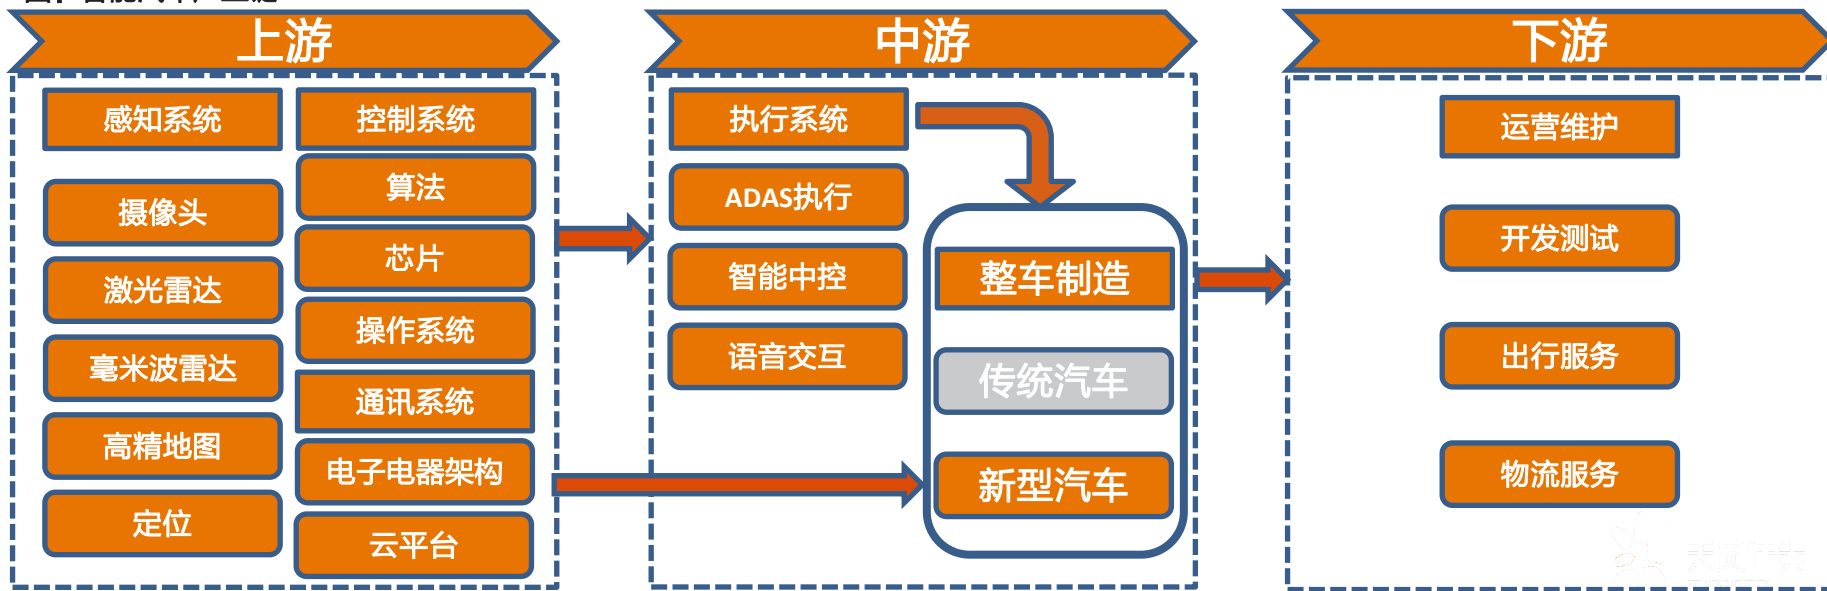 上游
中游
下游
感知系统
摄像头
激光雷达
毫米波雷达
高精地图
定位
控制系统
算法
芯片
操作系统
通讯系统
电子电器架构
云平台
执行系统
ADAS执行
智能中控
语音交互
整车制造
传统汽车
新型汽车
运营维护
开发测试
出行服务
物流服务